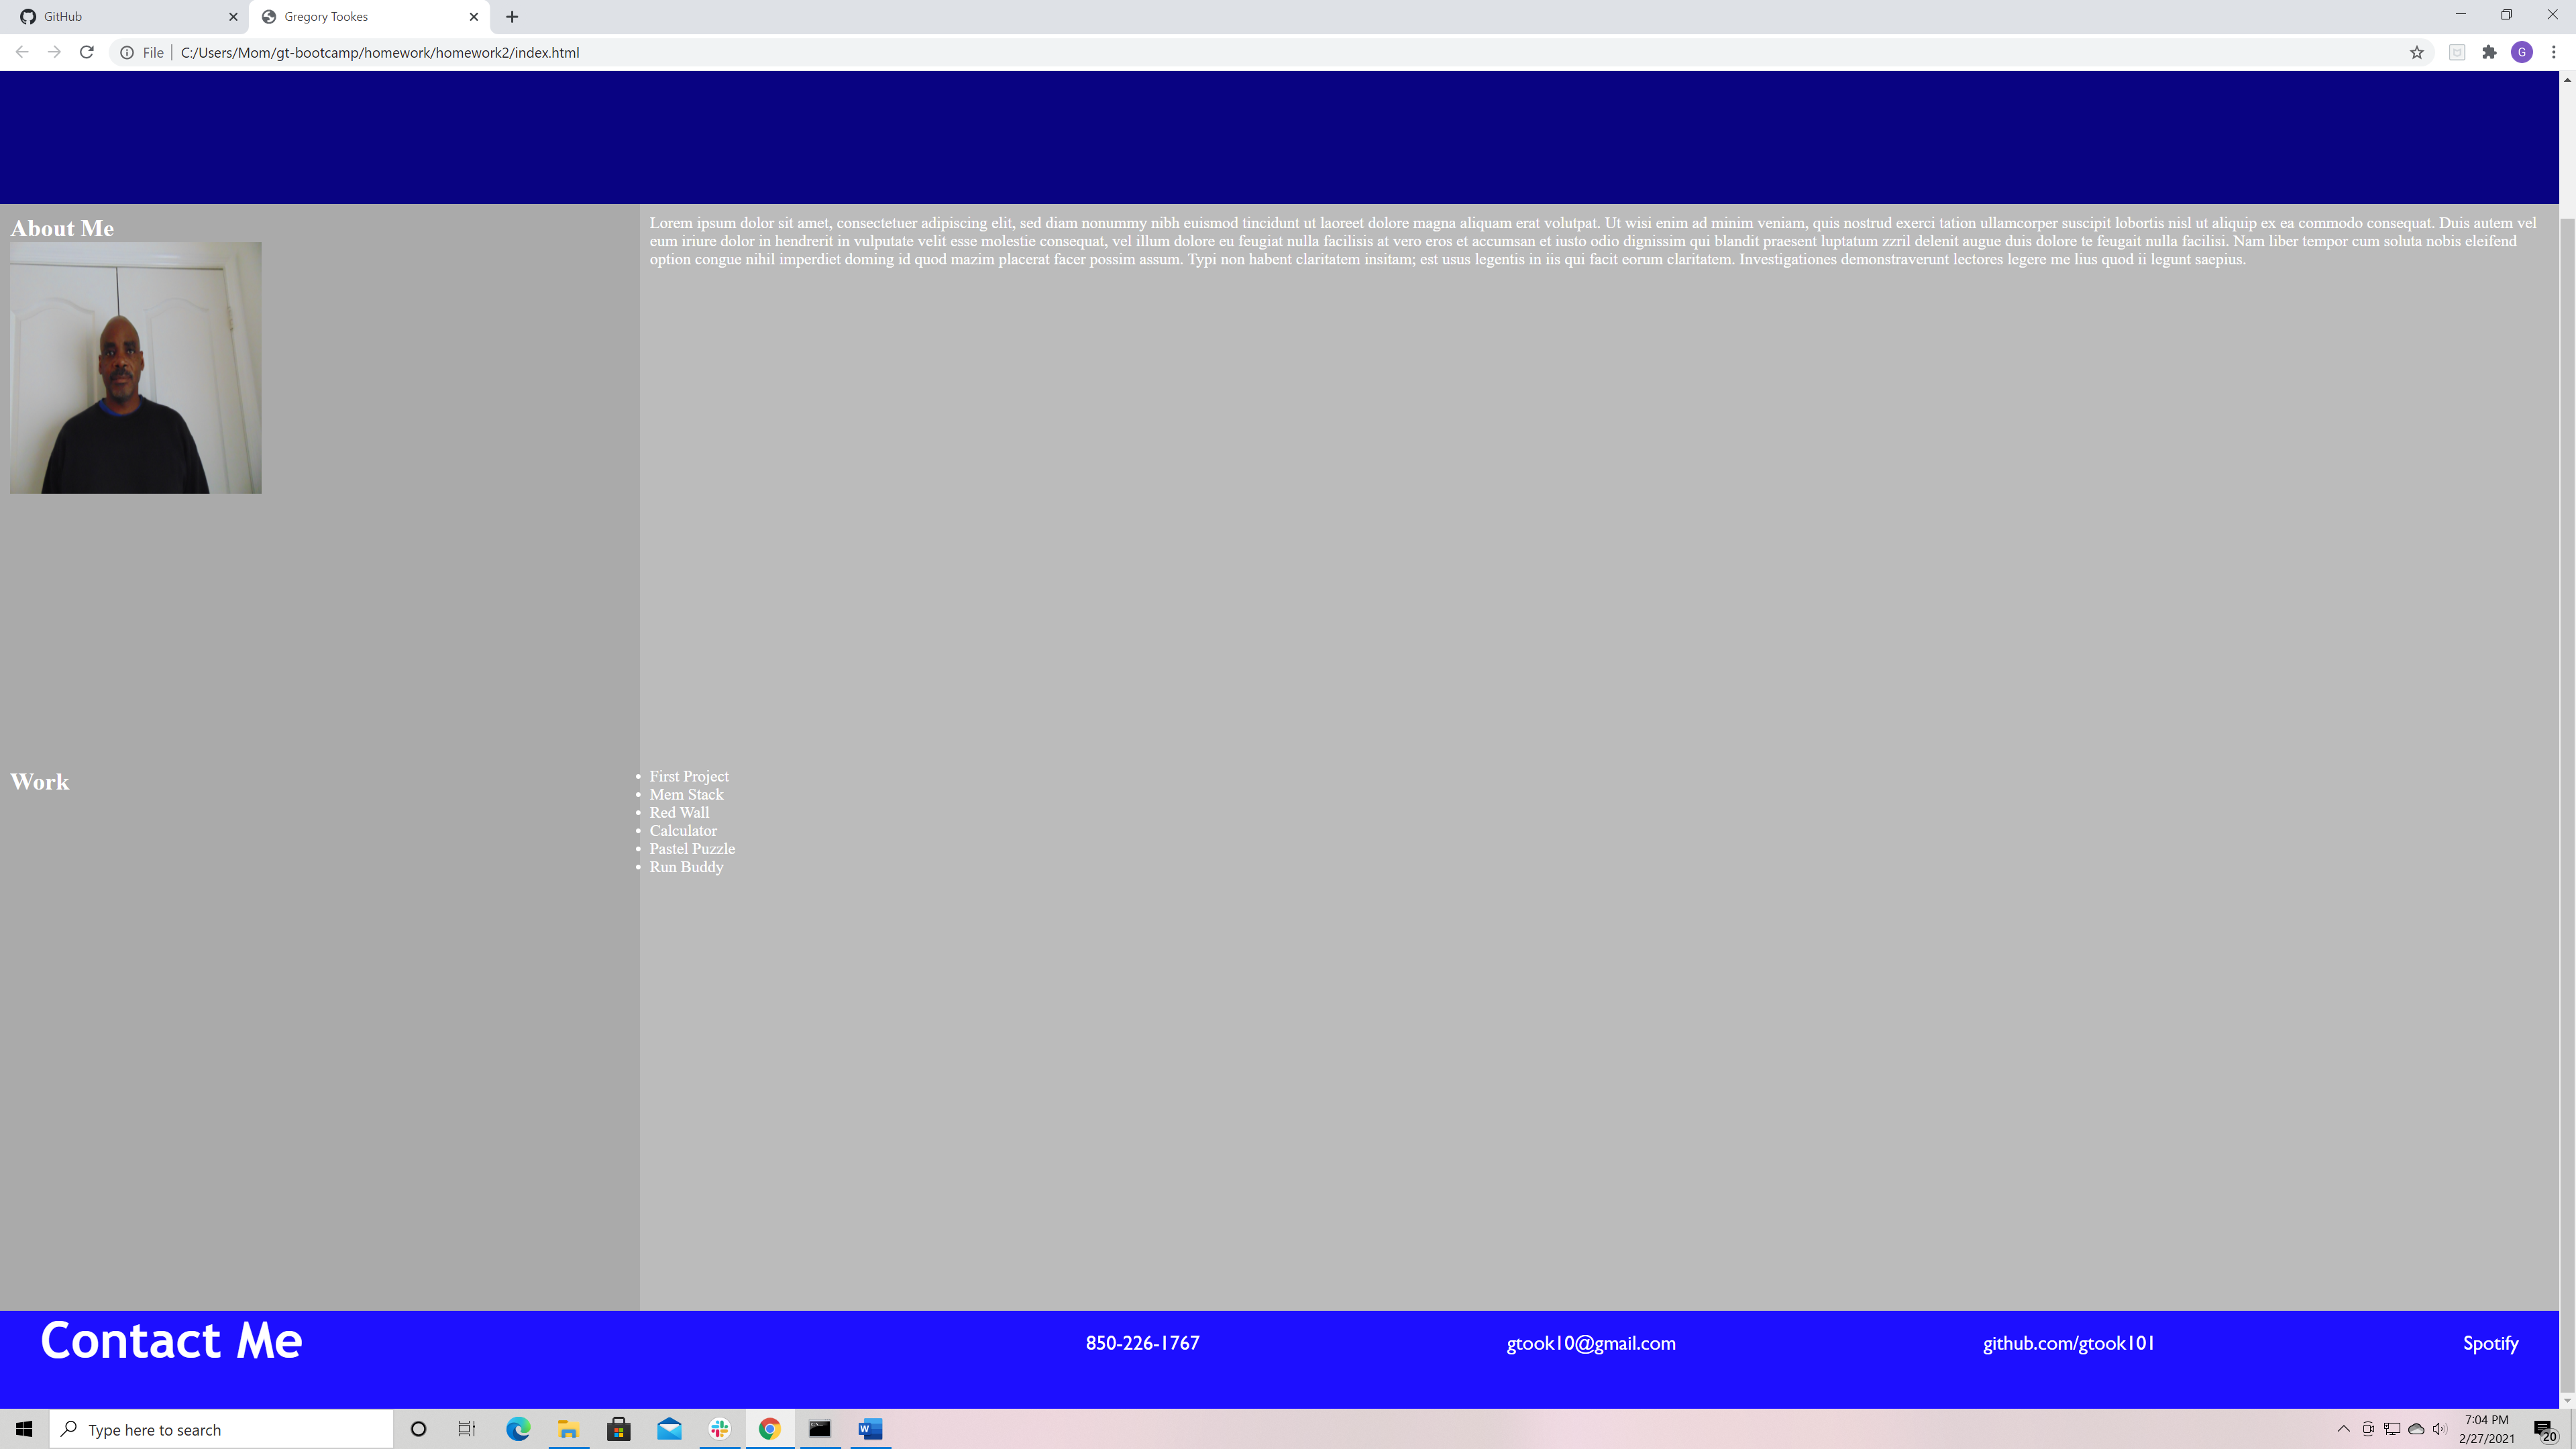 GitHub
Gregory Tookes
File
C:/Users/Mom/gt-bootcamp/homework/homework2/index.html
G
About Me
Lorem ipsum dolor sit amet, consectetuer adipiscing elit, sed diam nonummy nibh euismod tincidunt ut laoreet dolore magna aliquam erat volutpat. Ut wisi enim ad minim veniam, quis nostrud exerci tation ullamcorper suscipit lobortis nisl ut aliquip ex ea commodo consequat. Duis autem vel
eum iriure dolor in hendrerit in vulputate velit esse molestie consequat, vel illum dolore eu feugiat nulla facilisis at vero eros et accumsan et iusto odio dignissim qui blandit praesent luptatum zzril delenit augue duis dolore te feugait nulla facilisi. Nam liber tempor cum soluta nobis eleifend
option congue nihil imperdiet doming id quod mazim placerat facer possim assum. Typi non habent claritatem insitam; est usus legentis in iis qui facit eorum claritatem. Investigationes demonstraverunt lectores legere me lius quod ii legunt saepius.
Work
First Project
Mem Stack
Red Wall
Calculator
Pastel Puzzle
Run Buddy
Contact Me
850-226-1767
gtook10@gmail.com
github.com/gtook101
Spotify
Type here to search
W
7:04 PM
2/27/2021
20